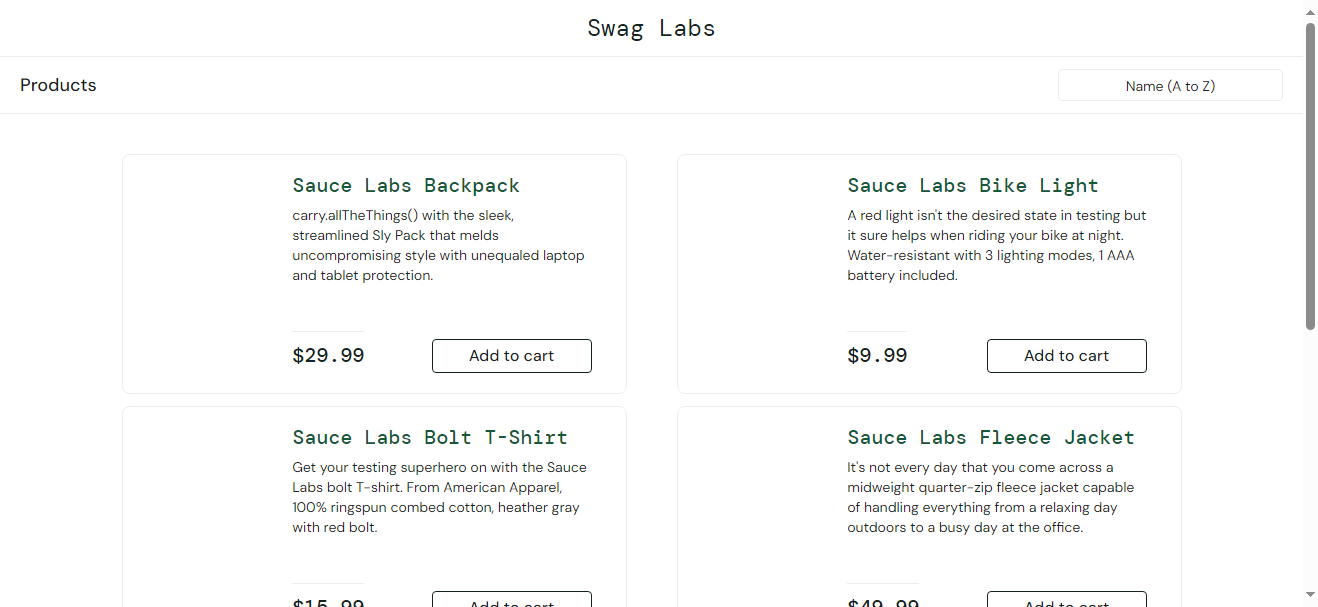 Swag Labs
Products
Name (A to Z)
Sauce Labs Backpack
carry.allTheThings() with the sleek,
streamlined Sly Pack that melds
uncompromising style with unequaled laptop
and tablet protection.
$29.99
Add to cart
Sauce Labs Bike Light
A red light isn't the desired state in testing but
it sure helps when riding your bike at night.
Water-resistant with 3 lighting modes, 1 AAA
battery included.
$9.99
Add to cart
Sauce Labs Bolt T-Shirt
Get your testing superhero on with the Sauce
Labs bolt T-shirt. From American Apparel,
100% ringspun combed cotton, heather gray
with red bolt.
$15.99
Add to cart
Sauce Labs Fleece Jacket
It's not every day that you come across a
midweight quarter-zip fleece jacket capable
of handling everything from a relaxing day
outdoors to a busy day at the office.
$49.99
Add to cart